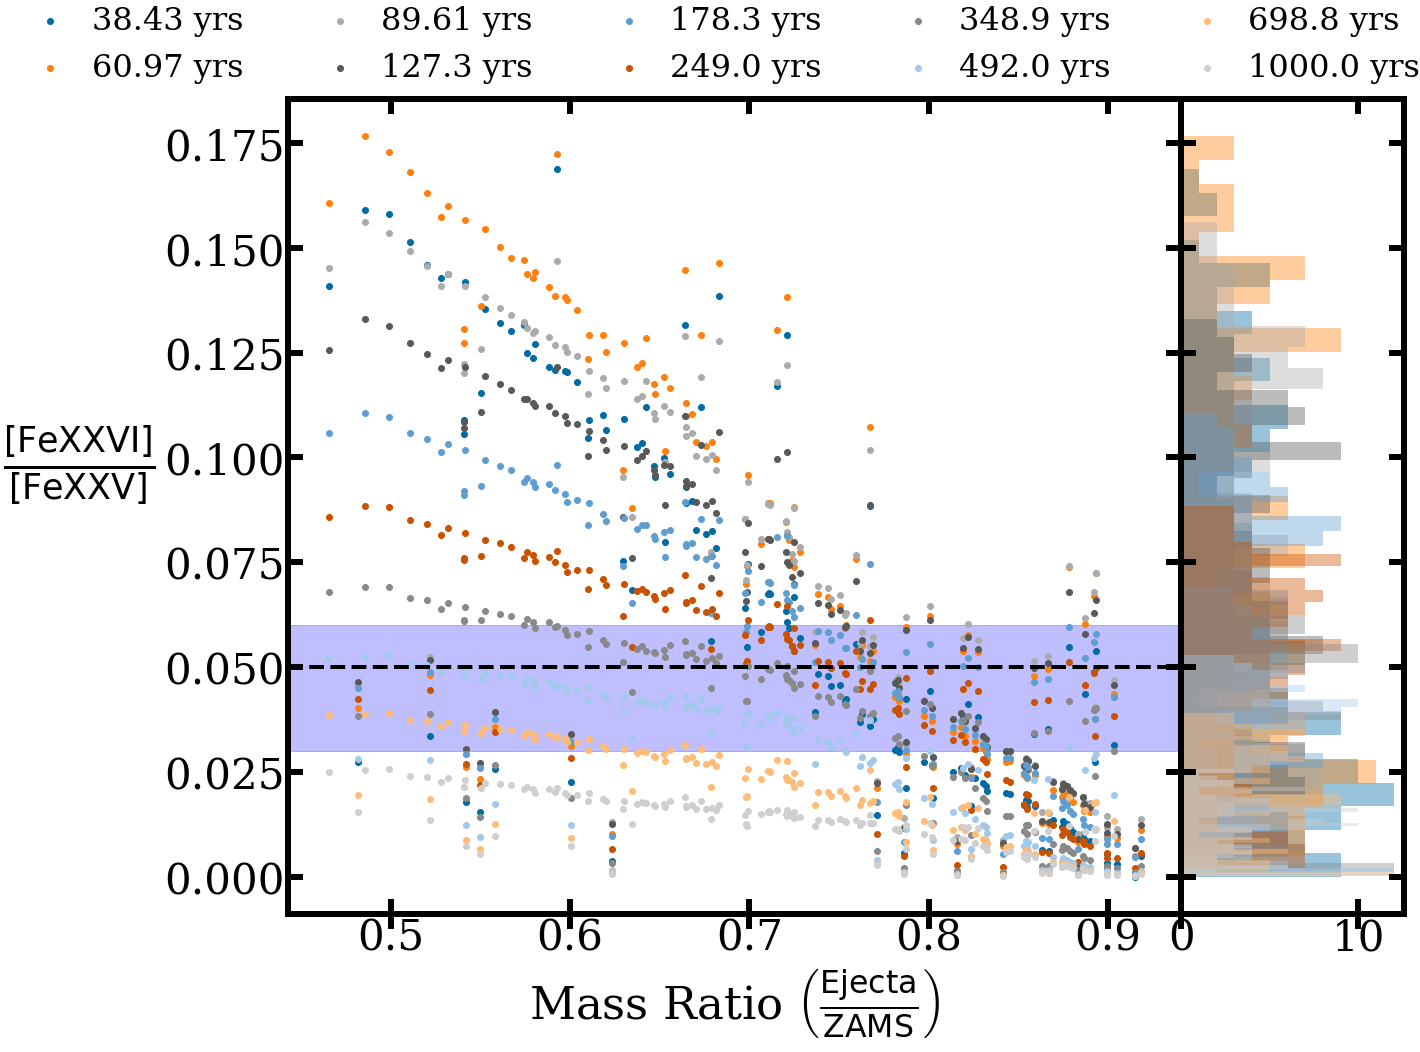 38.43 yrs 89.61 yrs 178.3 yrs 348.9 yrs 698.8 yrs
60.97 yrs 127.3 yrs 249.0 yrs 492.0 yrs 1000.0 yrs
0.175
0.150
0.125
[FeXXVI]
[FeXXV]
0.100
0.075
0.050
0.025
0.000
0.5 0.6 0.7 0.8 0.9 0 10
Mass Ratio (Ejecta/ZAMS)